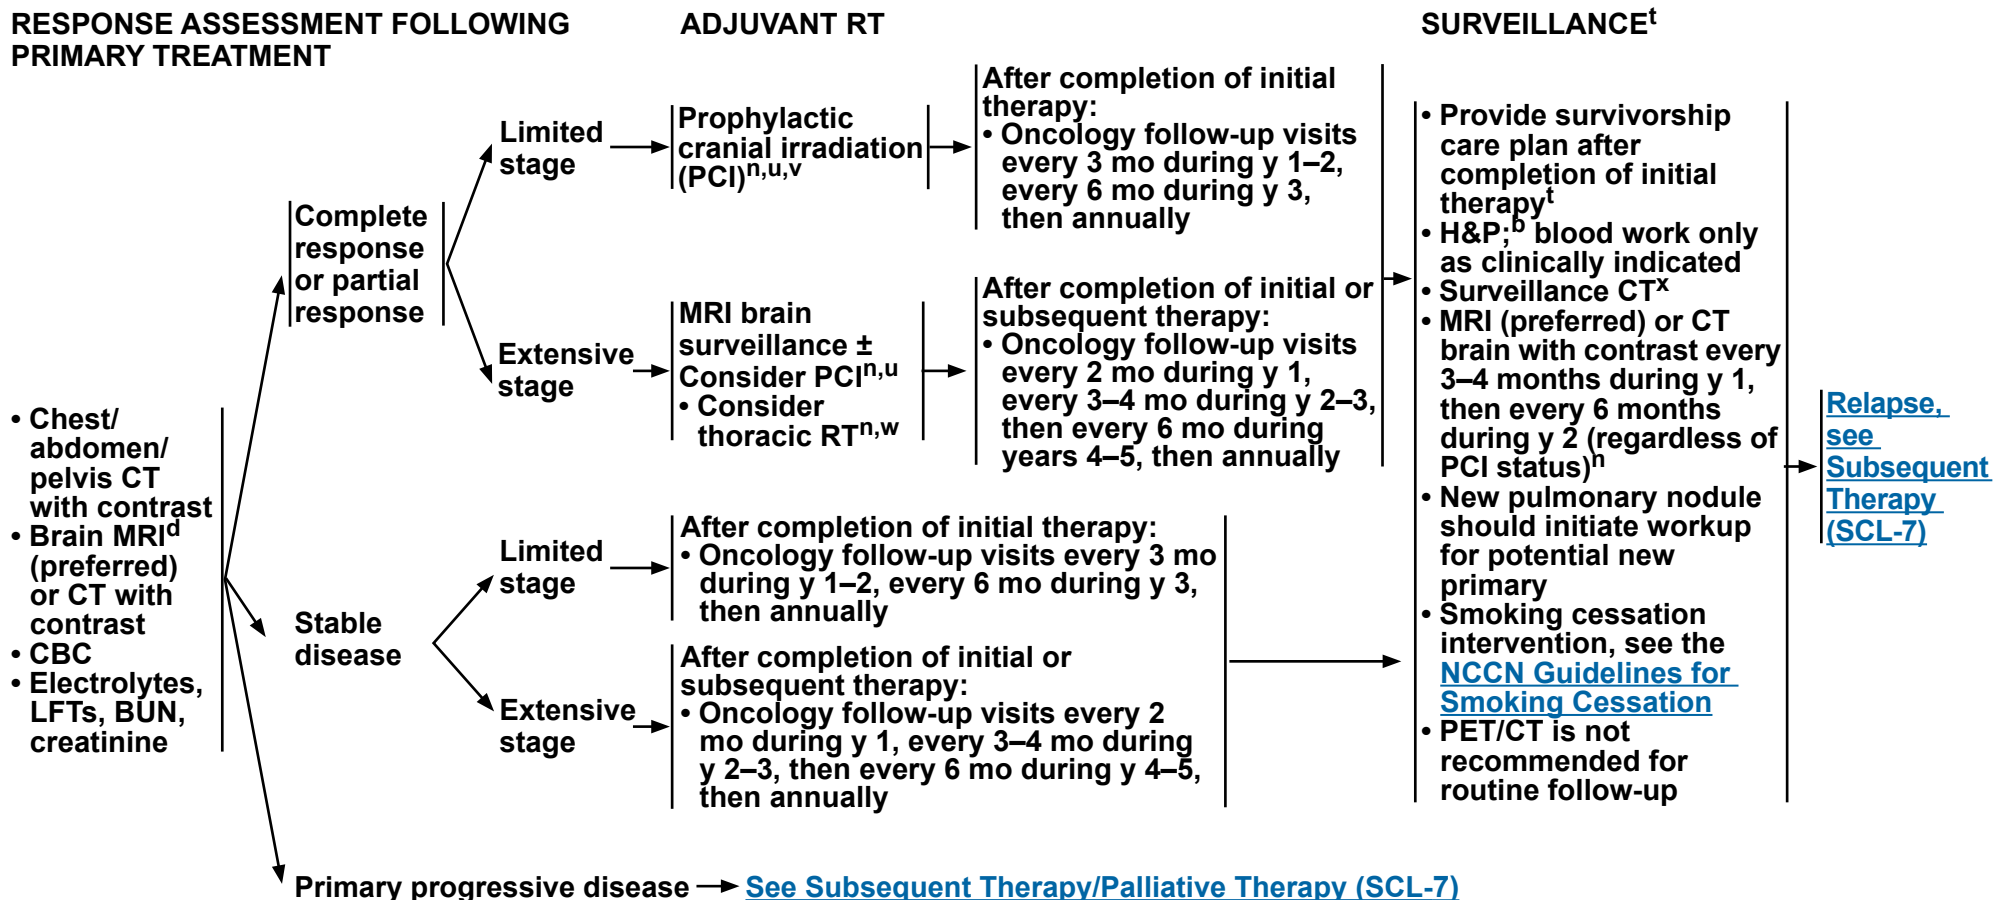 RESPONSE ASSESSMENT FOLLOWING
PRIMARY TREATMENT
ADJUVANT RT
SURVEILLANCEᵗ
• Chest/
abdomen/
pelvis CT
with contrast
• Brain MRIᵈ
(preferred)
or CT with
contrast
• CBC
• Electrolytes,
LFTs, BUN,
creatinine
Complete
response
or partial
response
Limited
stage
Prophylactic
cranial irradiation
(PCI)ⁿ,ᵘ,ᵛ
After completion of initial
therapy:
• Oncology follow-up visits
every 3 mo during y 1–2,
every 6 mo during y 3,
then annually
Extensive
stage
MRI brain
surveillance ±
Consider PCIⁿ,ᵘ
• Consider
thoracic RTⁿ,ʷ
After completion of initial or
subsequent therapy:
• Oncology follow-up visits
every 2 mo during y 1,
every 3–4 mo during y 2–3,
then every 6 mo during
years 4–5, then annually
Stable
disease
Limited
stage
After completion of initial therapy:
• Oncology follow-up visits every 3 mo
during y 1–2, every 6 mo during y 3,
then annually
Extensive
stage
After completion of initial or
subsequent therapy:
• Oncology follow-up visits every 2
mo during y 1, every 3–4 mo during
y 2–3, then every 6 mo during y 4–5,
then annually
Primary progressive disease
See Subsequent Therapy/Palliative Therapy (SCL-7)
• Provide survivorship
care plan after
completion of initial
therapyᵗ
• H&P;ᵇ blood work only
as clinically indicated
• Surveillance CTˣ
• MRI (preferred) or CT
brain with contrast every
3–4 months during y 1,
then every 6 months
during y 2 (regardless of
PCI status)ⁿ
• New pulmonary nodule
should initiate workup
for potential new
primary
• Smoking cessation
intervention, see the
NCCN Guidelines for
Smoking Cessation
• PET/CT is not
recommended for
routine follow-up
Relapse,
see
Subsequent
Therapy
(SCL-7)